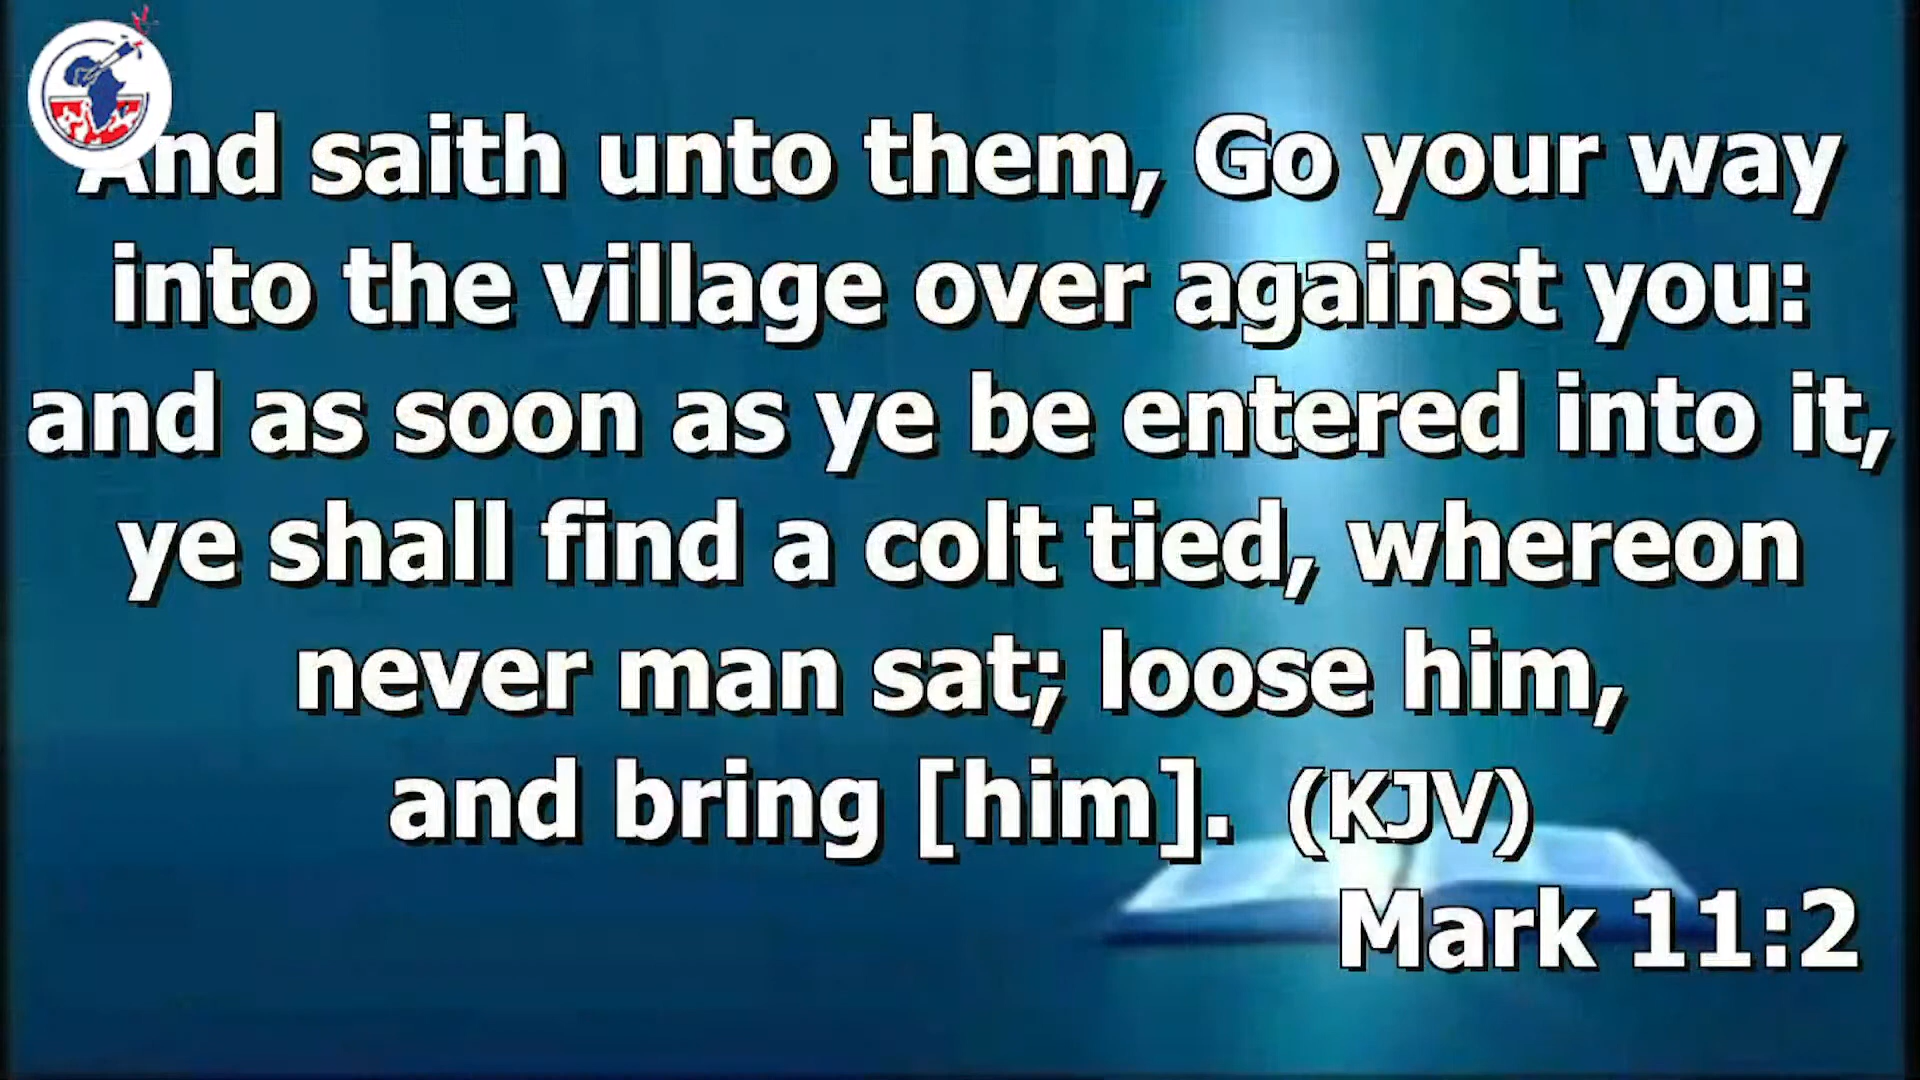 And saith unto them, Go your way
into the village over against you:
and as soon as ye be entered into it,
ye shall find a colt tied, whereon
never man sat; loose him,
and bring [him]. (KJV)
Mark 11:2